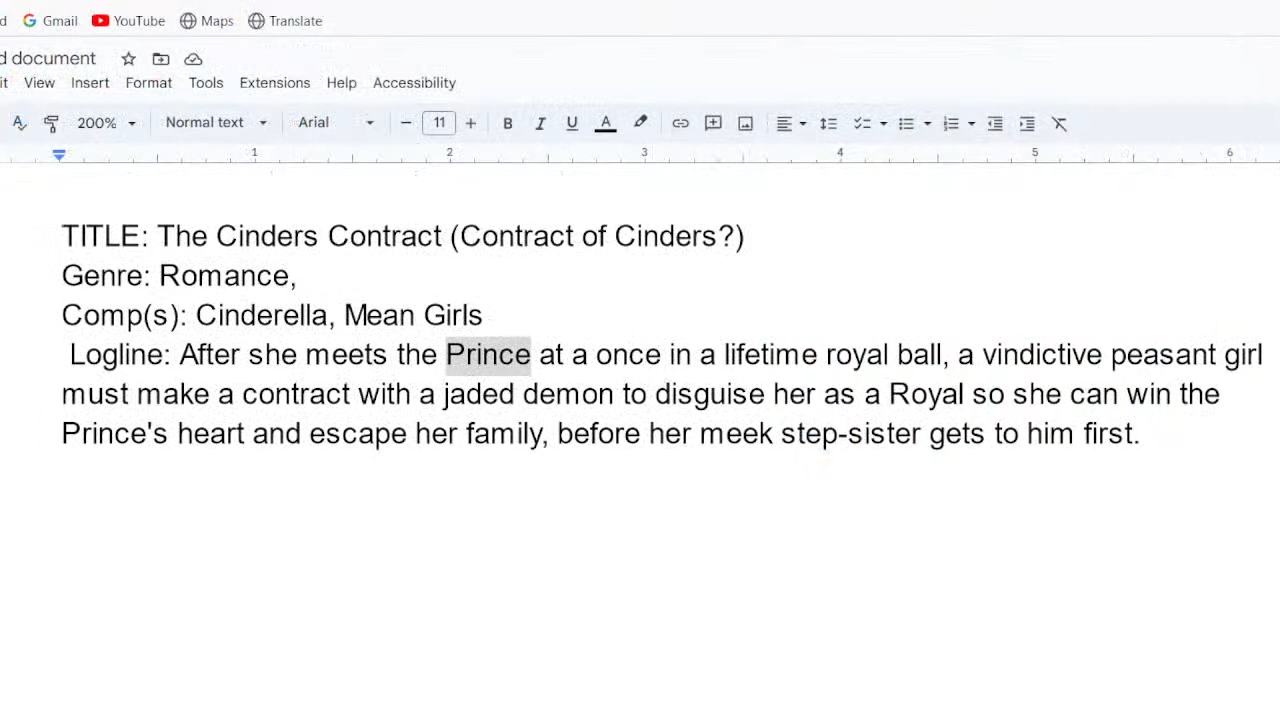 d Gmail YouTube Maps Translate
d document
it View Insert Format Tools Extensions Help Accessibility
200% Normal text Arial − 11 + B I U A
1 2 3 4 5 6
TITLE: The Cinders Contract (Contract of Cinders?)
Genre: Romance,
Comp(s): Cinderella, Mean Girls
Logline: After she meets the Prince at a once in a lifetime royal ball, a vindictive peasant girl
must make a contract with a jaded demon to disguise her as a Royal so she can win the
Prince's heart and escape her family, before her meek step-sister gets to him first.